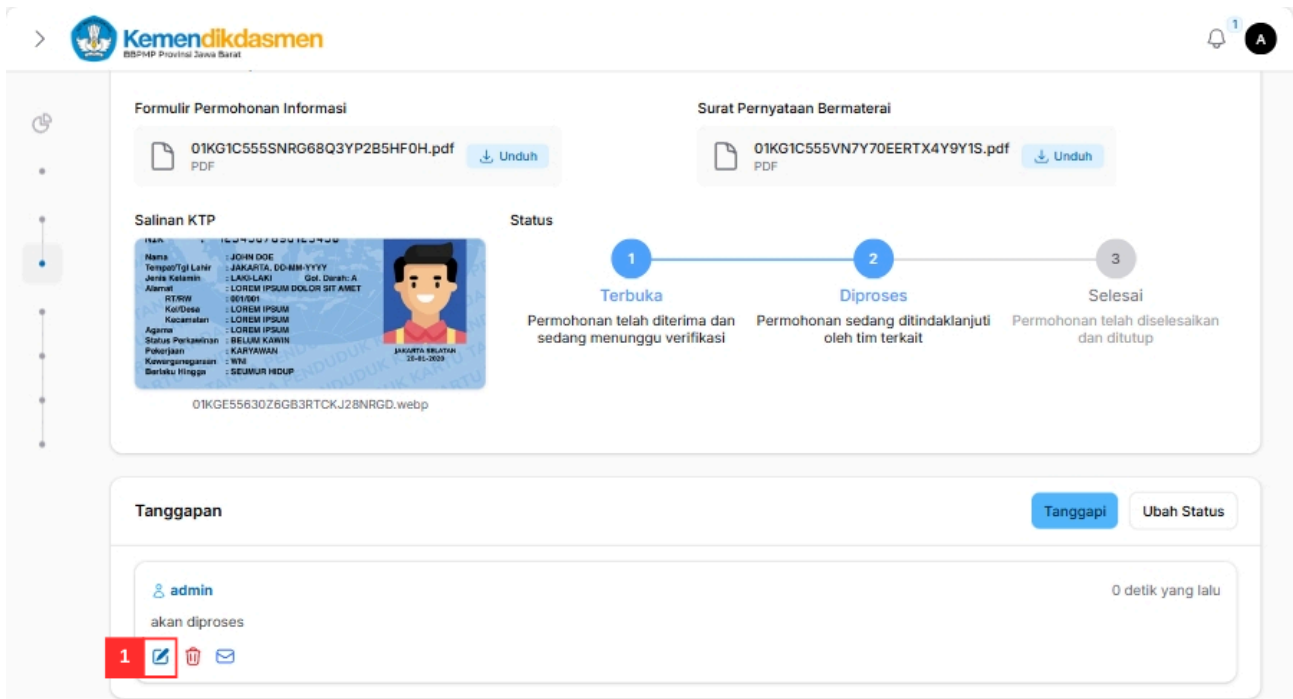 Kemendikdasmen
BBPMP Provinsi Jawa Barat
1
A
Formulir Permohonan Informasi
Surat Pernyataan Bermaterai
01KG1C555SNRG68Q3YP2B5HF0H.pdf
PDF
Unduh
01KG1C555VN7Y70EERTX4Y9Y1S.pdf
PDF
Unduh
Salinan KTP
Status
Nama : JOHN DOE
Tempat/Tgl Lahir : JAKARTA, DD-MM-YYYY
Jenis Kelamin : LAKI-LAKI Gol. Darah: A
Alamat : LOREM IPSUM DOLOR SIT AMET
RT/RW : 001/001
Kel/Desa : LOREM IPSUM
Kecamatan : LOREM IPSUM
Agama : LOREM IPSUM
Status Perkawinan : BELUM KAWIN
Pekerjaan : KARYAWAN
Kewarganegaraan : WNI
Berlaku Hingga : SEUMUR HIDUP
JAKARTA SELATAN
01KGE55630Z6GB3RTCKJ28NRGD.webp
1
Terbuka
Permohonan telah diterima dan
sedang menunggu verifikasi
2
Diproses
Permohonan sedang ditindaklanjuti
oleh tim terkait
3
Selesai
Permohonan telah diselesaikan
dan ditutup
Tanggapan
Tanggapi
Ubah Status
admin
0 detik yang lalu
akan diproses
1